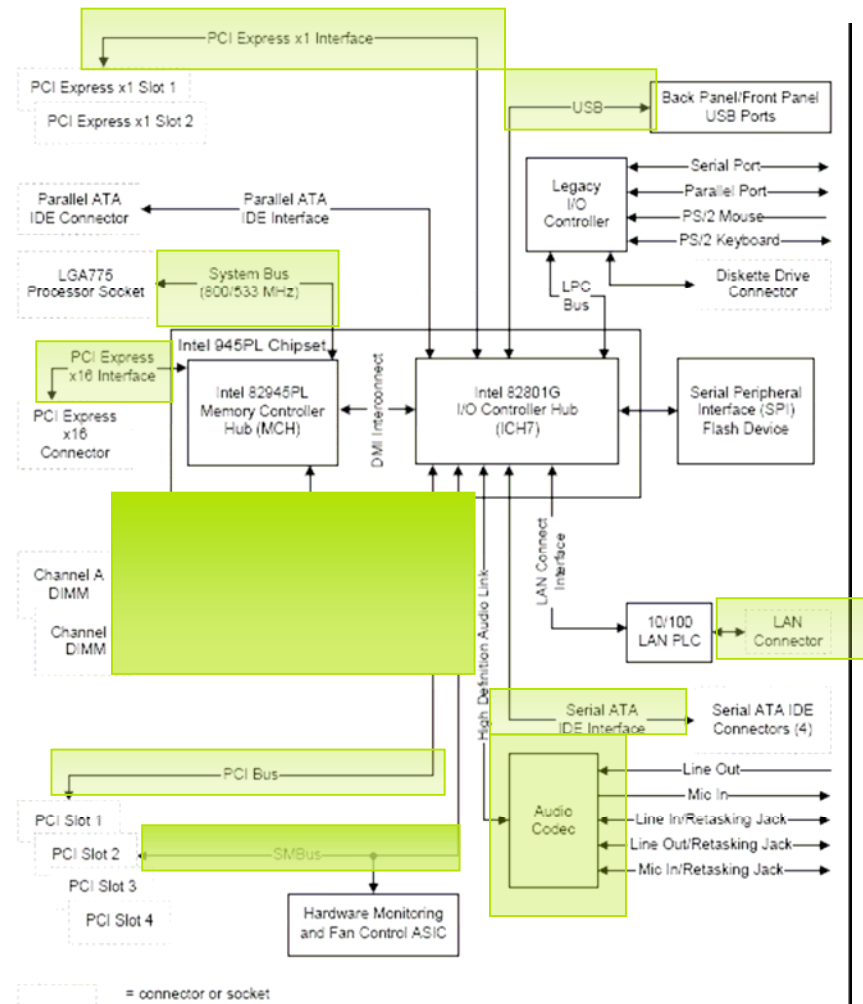 PCI Express x1 Interface
PCI Express x1 Slot 1
PCI Express x1 Slot 2
USB
Back Panel/Front Panel
USB Ports
Legacy
I/O
Controller
Serial Port
Parallel Port
PS/2 Mouse
PS/2 Keyboard
Parallel ATA
IDE Connector
Parallel ATA
IDE Interface
LGA775
Processor Socket
System Bus
(800/533 MHz)
LPC
Bus
Diskette Drive
Connector
Intel 945PL Chipset
PCI Express
x16 Interface
PCI Express
x16
Connector
Intel 82945PL
Memory Controller
Hub (MCH)
DMI Interconnect
Intel 82801G
I/O Controller Hub
(ICH7)
Serial Peripheral
Interface (SPI)
Flash Device
Channel A
DIMM
Channel
DIMM
High Definition Audio Link
LAN Connect
Interface
10/100
LAN PLC
LAN
Connector
Serial ATA
IDE Interface
Serial ATA IDE
Connectors (4)
PCI Bus
PCI Slot 1
PCI Slot 2
PCI Slot 3
PCI Slot 4
SMBus
Hardware Monitoring
and Fan Control ASIC
Audio
Codec
Line Out
Mic In
Line In/Retasking Jack
Line Out/Retasking Jack
Mic In/Retasking Jack
= connector or socket